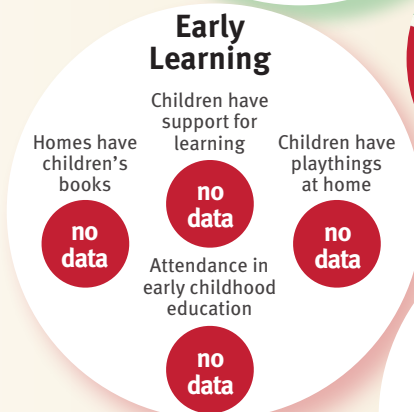 Early
Learning
Children have
support for
learning
no
data
Homes have
children's
books
no
data
Children have
playthings
at home
no
data
Attendance in
early childhood
education
no
data